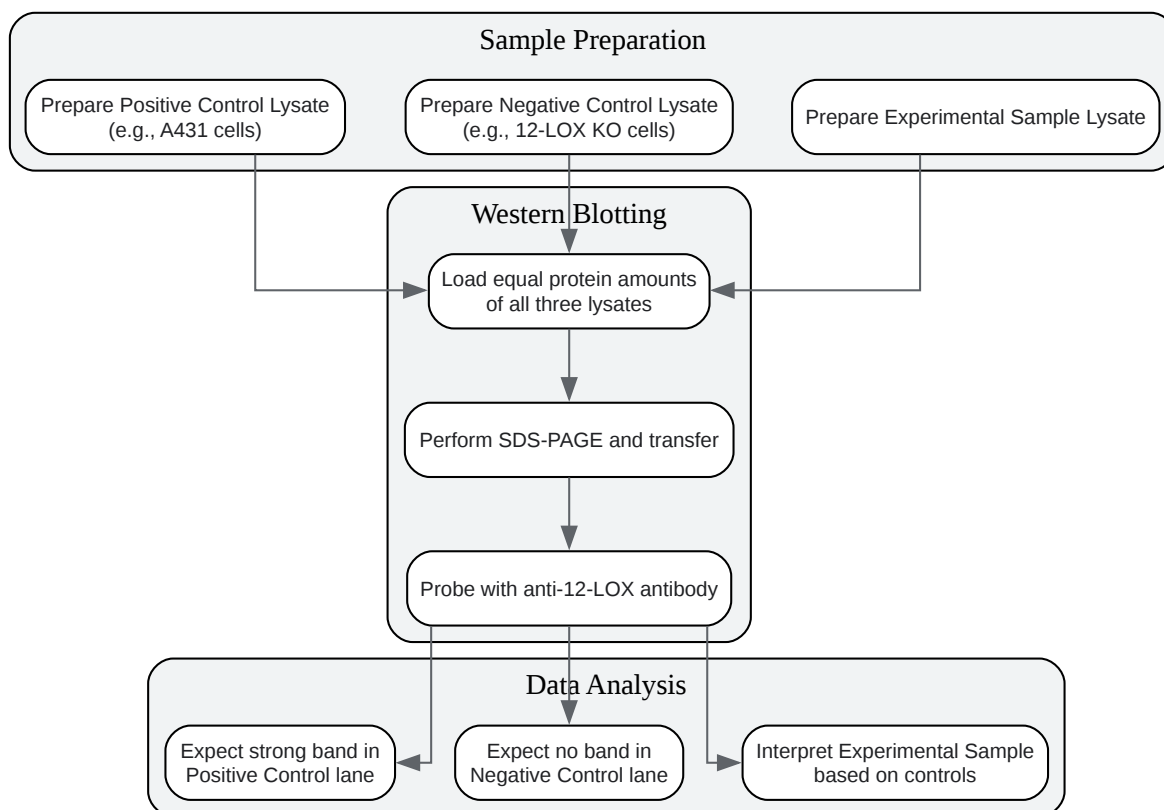 Sample Preparation
Prepare Positive Control Lysate
(e.g., A431 cells)
Prepare Negative Control Lysate
(e.g., 12-LOX KO cells)
Prepare Experimental Sample Lysate
Western Blotting
Load equal protein amounts
of all three lysates
Perform SDS-PAGE and transfer
Probe with anti-12-LOX antibody
Data Analysis
Expect strong band in
Positive Control lane
Expect no band in
Negative Control lane
Interpret Experimental Sample
based on controls